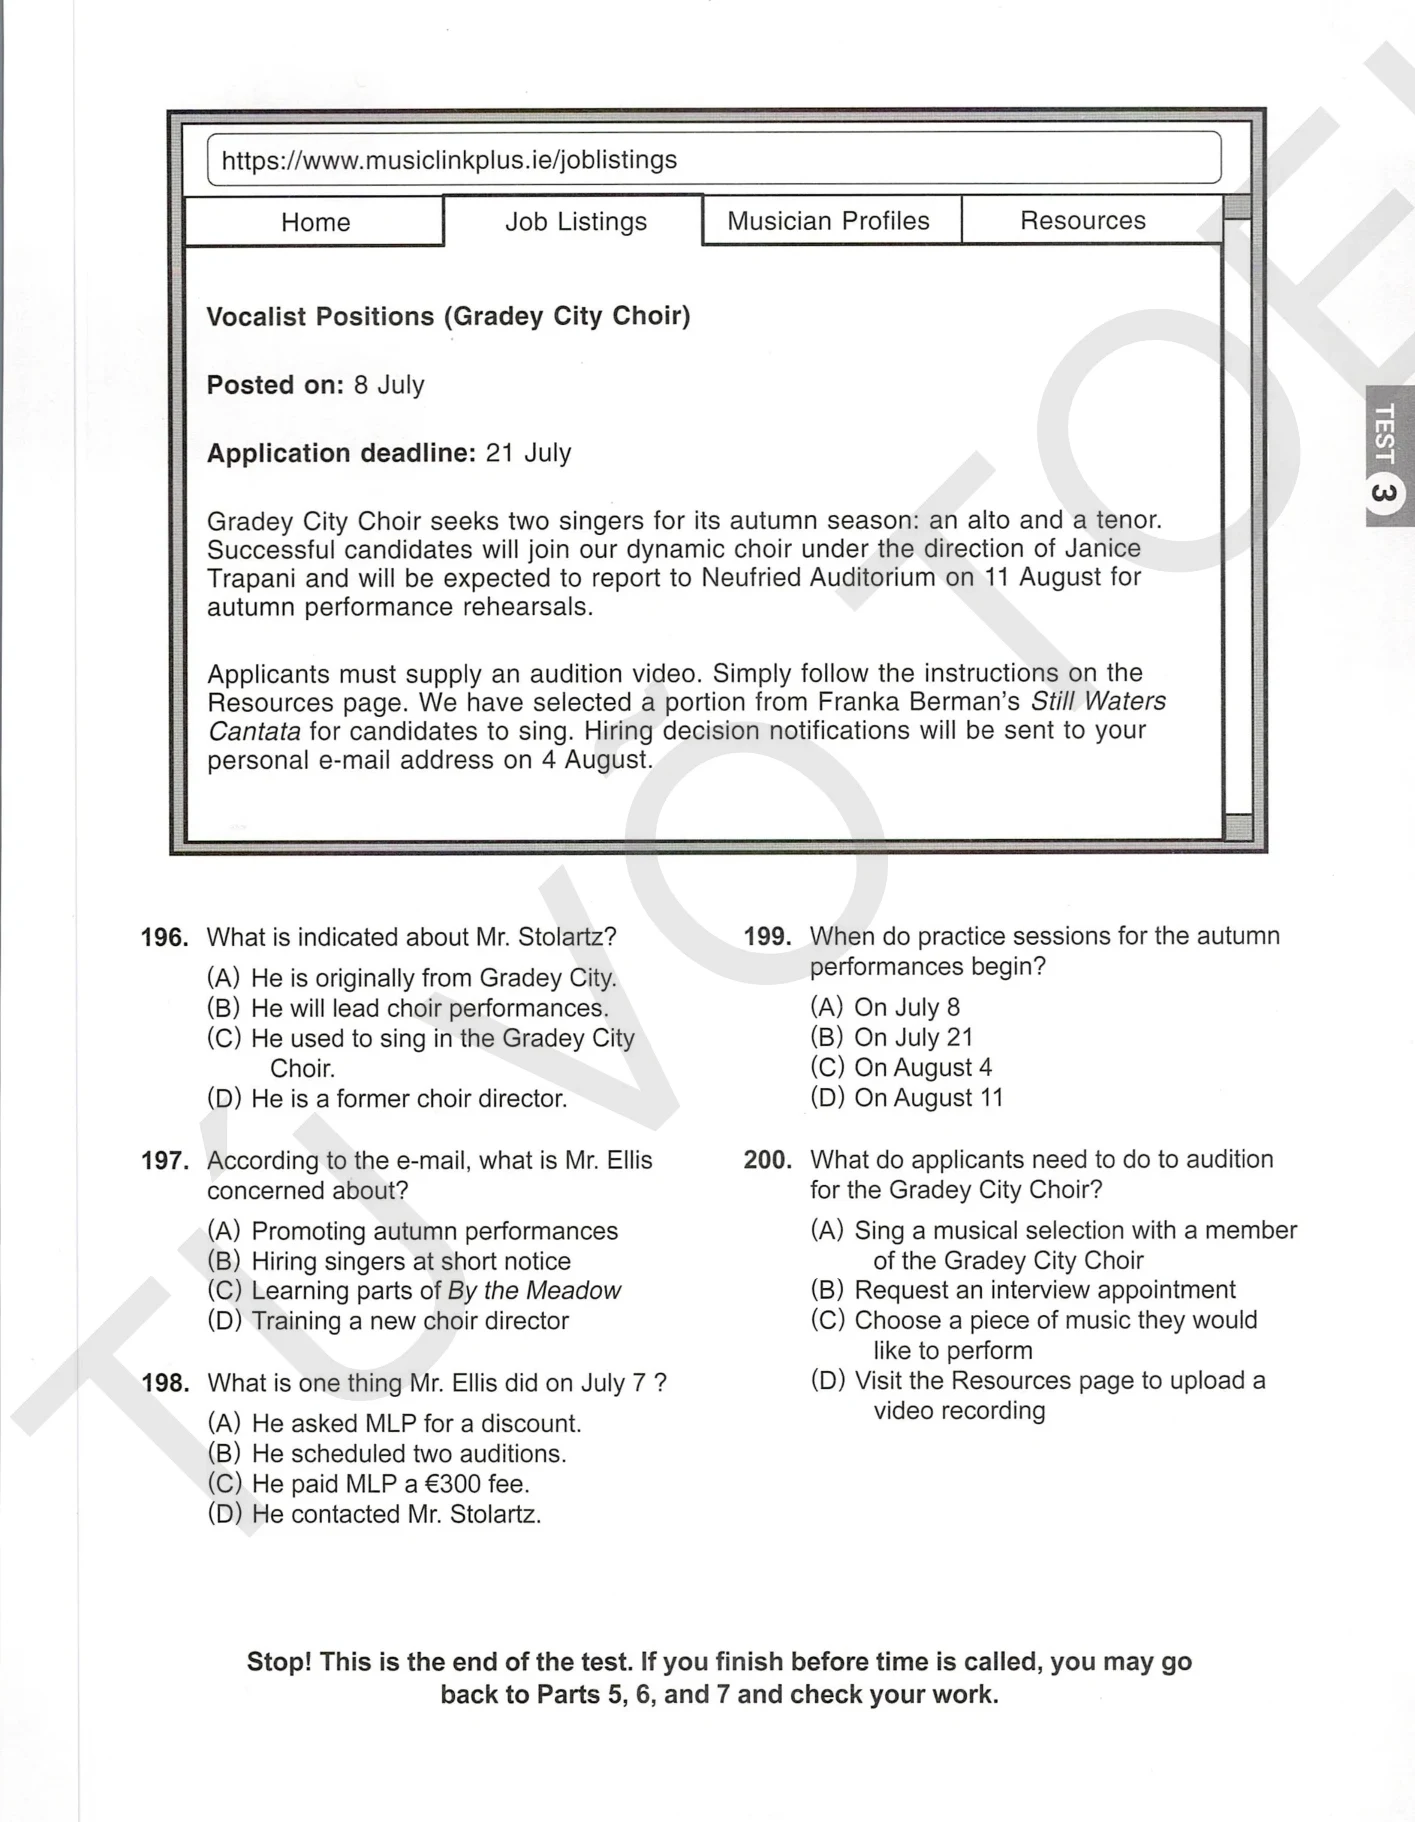 https://www.musiclinkplus.ie/joblistings
Home
Job Listings
Musician Profiles
Resources
Vocalist Positions (Gradey City Choir)
Posted on: 8 July
Application deadline: 21 July
Gradey City Choir seeks two singers for its autumn season: an alto and a tenor.
Successful candidates will join our dynamic choir under the direction of Janice
Trapani and will be expected to report to Neufried Auditorium on 11 August for
autumn performance rehearsals.
Applicants must supply an audition video. Simply follow the instructions on the
Resources page. We have selected a portion from Franka Berman's Still Waters
Cantata for candidates to sing. Hiring decision notifications will be sent to your
personal e-mail address on 4 August.
TEST 3
196. What is indicated about Mr. Stolartz?
(A) He is originally from Gradey City.
(B) He will lead choir performances.
(C) He used to sing in the Gradey City
Choir.
(D) He is a former choir director.
197. According to the e-mail, what is Mr. Ellis
concerned about?
(A) Promoting autumn performances
(B) Hiring singers at short notice
(C) Learning parts of By the Meadow
(D) Training a new choir director
198. What is one thing Mr. Ellis did on July 7 ?
(A) He asked MLP for a discount.
(B) He scheduled two auditions.
(C) He paid MLP a €300 fee.
(D) He contacted Mr. Stolartz.
199. When do practice sessions for the autumn
performances begin?
(A) On July 8
(B) On July 21
(C) On August 4
(D) On August 11
200. What do applicants need to do to audition
for the Gradey City Choir?
(A) Sing a musical selection with a member
of the Gradey City Choir
(B) Request an interview appointment
(C) Choose a piece of music they would
like to perform
(D) Visit the Resources page to upload a
video recording
Stop! This is the end of the test. If you finish before time is called, you may go
back to Parts 5, 6, and 7 and check your work.
TÚ VÕ TOE